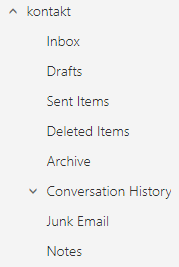 kontakt
Inbox
Drafts
Sent Items
Deleted Items
Archive
Conversation History
Junk Email
Notes